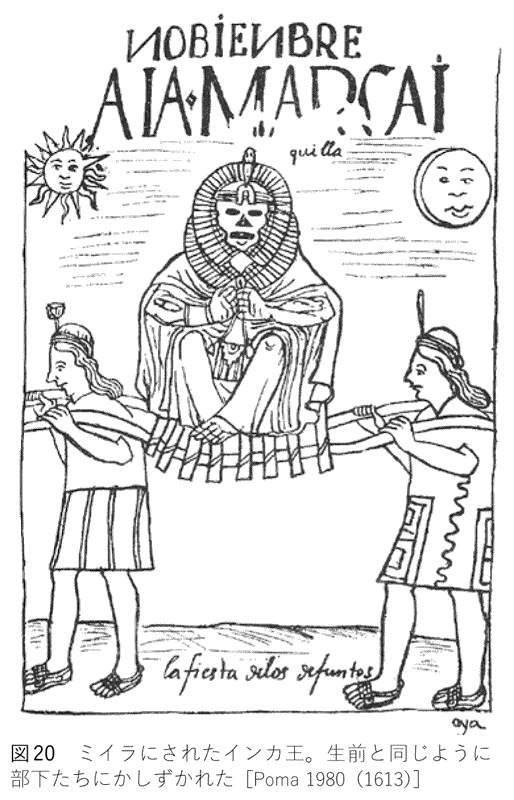 NOBIENBRE
AIA·MARCAI
quilla
la fiesta delos defuntos
aya
図20　ミイラにされたインカ王。生前と同じように
部下たちにかしずかれた［Poma 1980（1613）］